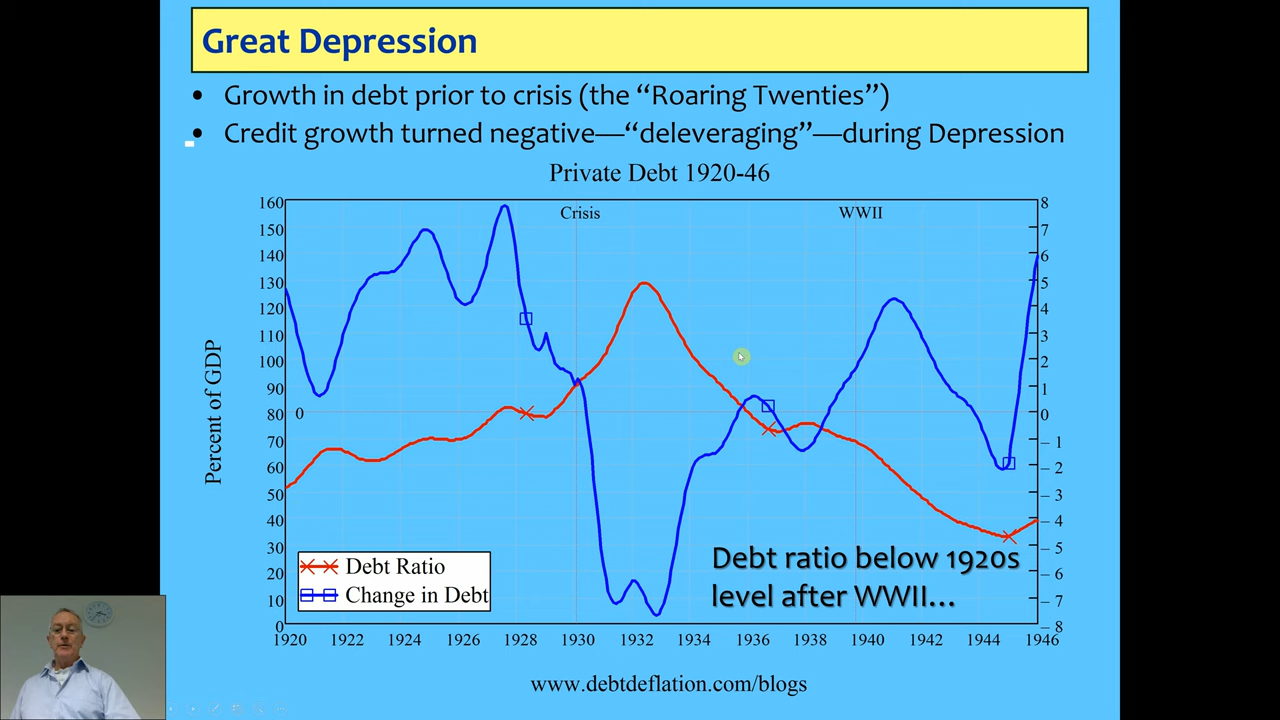 Great Depression
• Growth in debt prior to crisis (the “Roaring Twenties”)
• Credit growth turned negative—“deleveraging”—during Depression
Private Debt 1920-46
Crisis
WWII
160
150
140
130
120
110
100
90
80
70
60
50
40
30
20
10
0
0
8
7
6
5
4
3
2
1
0
– 1
– 2
– 3
– 4
– 5
– 6
– 7
– 8
Percent of GDP
Debt Ratio
Change in Debt
Debt ratio below 1920s
level after WWII…
1920 1922 1924 1926 1928 1930 1932 1934 1936 1938 1940 1942 1944 1946
www.debtdeflation.com/blogs